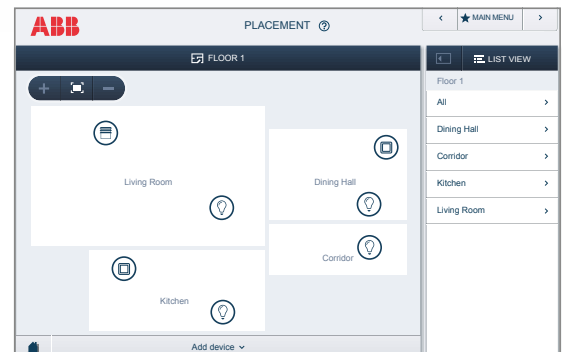 ABB
PLACEMENT ?
MAIN MENU
FLOOR 1
LIST VIEW
Floor 1
All
Dining Hall
Corridor
Kitchen
Living Room
Living Room
Dining Hall
Corridor
Kitchen
Add device